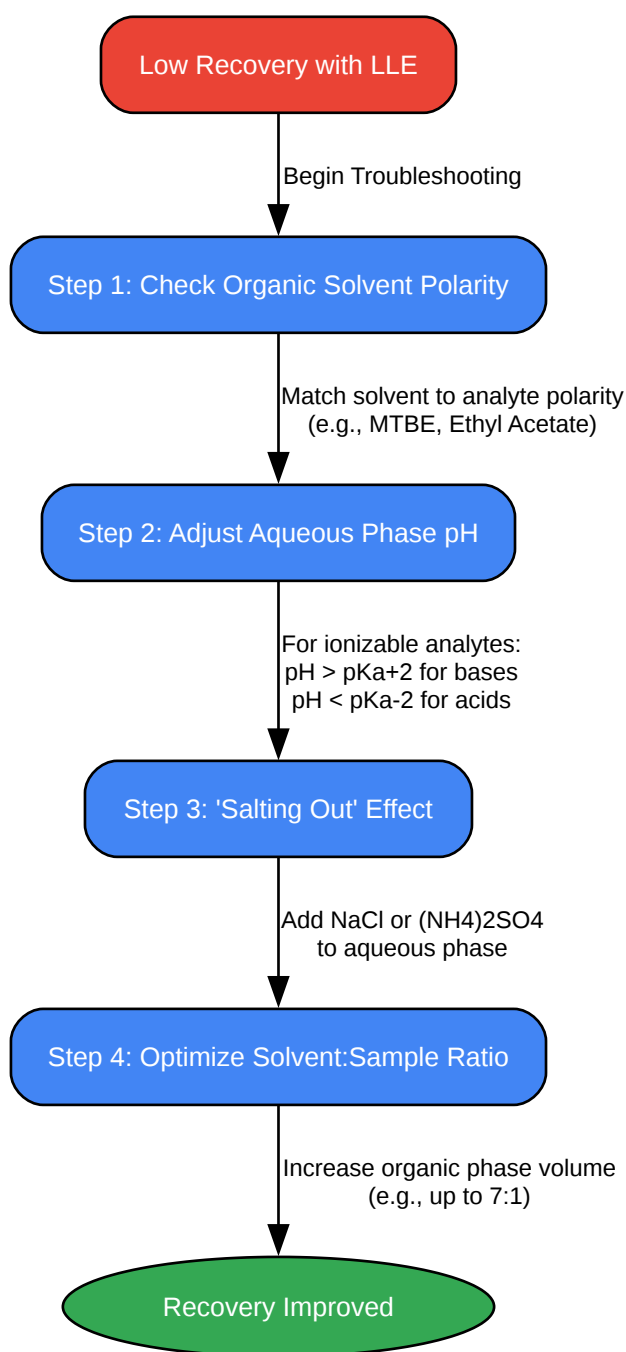 Low Recovery with LLE
Begin Troubleshooting
Step 1: Check Organic Solvent Polarity
Match solvent to analyte polarity
(e.g., MTBE, Ethyl Acetate)
Step 2: Adjust Aqueous Phase pH
For ionizable analytes:
pH > pKa+2 for bases
pH < pKa-2 for acids
Step 3: 'Salting Out' Effect
Add NaCl or (NH4)2SO4
to aqueous phase
Step 4: Optimize Solvent:Sample Ratio
Increase organic phase volume
(e.g., up to 7:1)
Recovery Improved